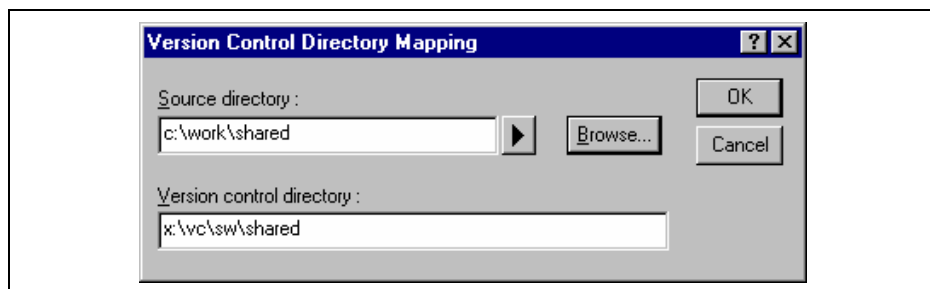 Version Control Directory Mapping
Source directory :
OK
c:\work\shared
Browse...
Cancel
Version control directory :
x:\vc\sw\shared